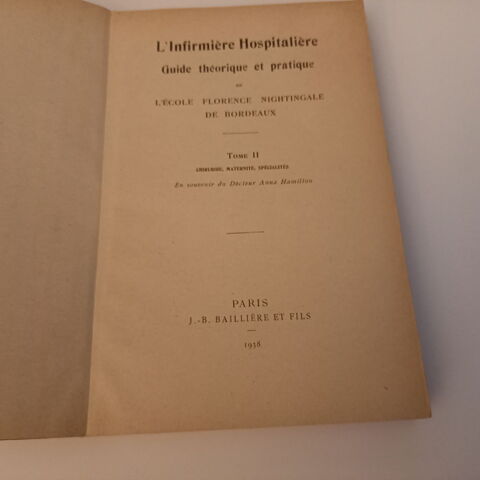 L'Infirmière Hospitalière
Guide théorique et pratique
DE
L'ÉCOLE FLORENCE NIGHTINGALE
DE BORDEAUX
TOME II
CHIRURGIE, MATERNITÉ, SPÉCIALITÉS
En souvenir du Docteur Anna Hamilton
PARIS
J.-B. BAILLIÈRE ET FILS
1938